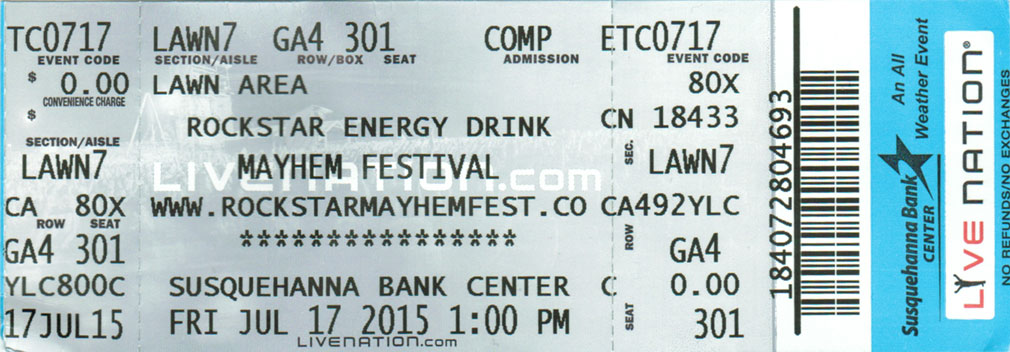 TC0717 LAWN7 GA4 301 COMP ETC0717
EVENT CODE SECTION/AISLE ROW/BOX SEAT ADMISSION EVENT CODE
$ 0.00 LAWN AREA 80X
CONVENIENCE CHARGE
$ ROCKSTAR ENERGY DRINK CN 18433
SECTION/AISLE SEC.
LAWN7 MAYHEM FESTIVAL LAWN7
LIVENATION.com
CA 80X WWW.ROCKSTARMAYHEMFEST.CO CA492YLC
ROW SEAT ROW
GA4 301 **************** GA4
YLC800C SUSQUEHANNA BANK CENTER C 0.00
17JUL15 FRI JUL 17 2015 1:00 PM SEAT 301
LIVENATION.com
184072804693
Susquehanna Bank
CENTER
An All
Weather Event
LIVE NATION®
NO REFUNDS/NO EXCHANGES